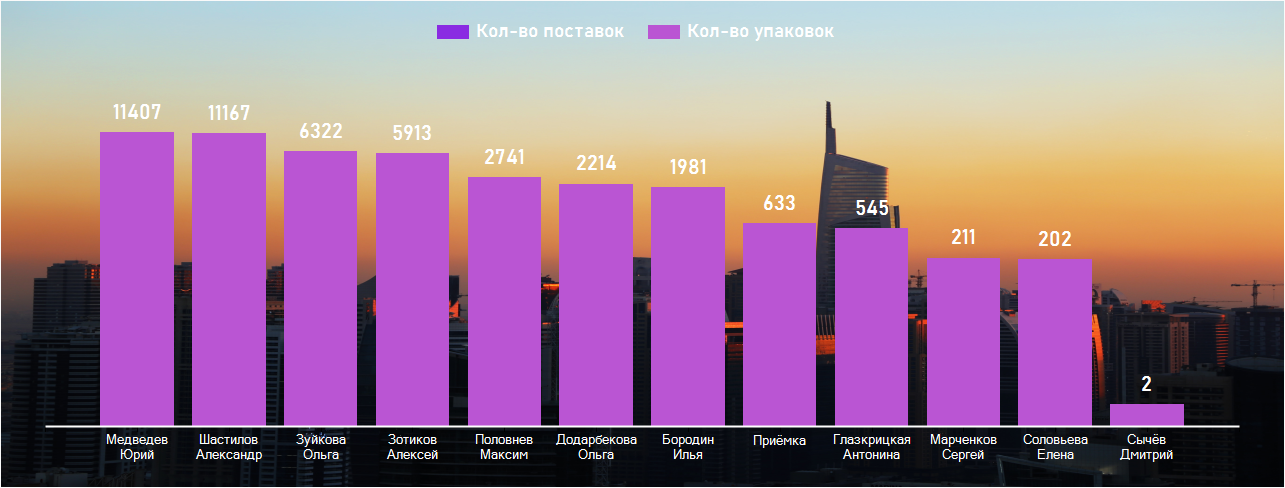 Кол-во поставок Кол-во упаковок
11407 11167 6322 5913 2741 2214 1981 633 545 211 202 2
Медведев Шастилов Зуйкова Зотиков Половнев Додарбекова Бородин Приёмка Глазкрицкая Марченков Соловьева Сычёв
Юрий Александр Ольга Алексей Максим Ольга Илья Антонина Сергей Елена Дмитрий